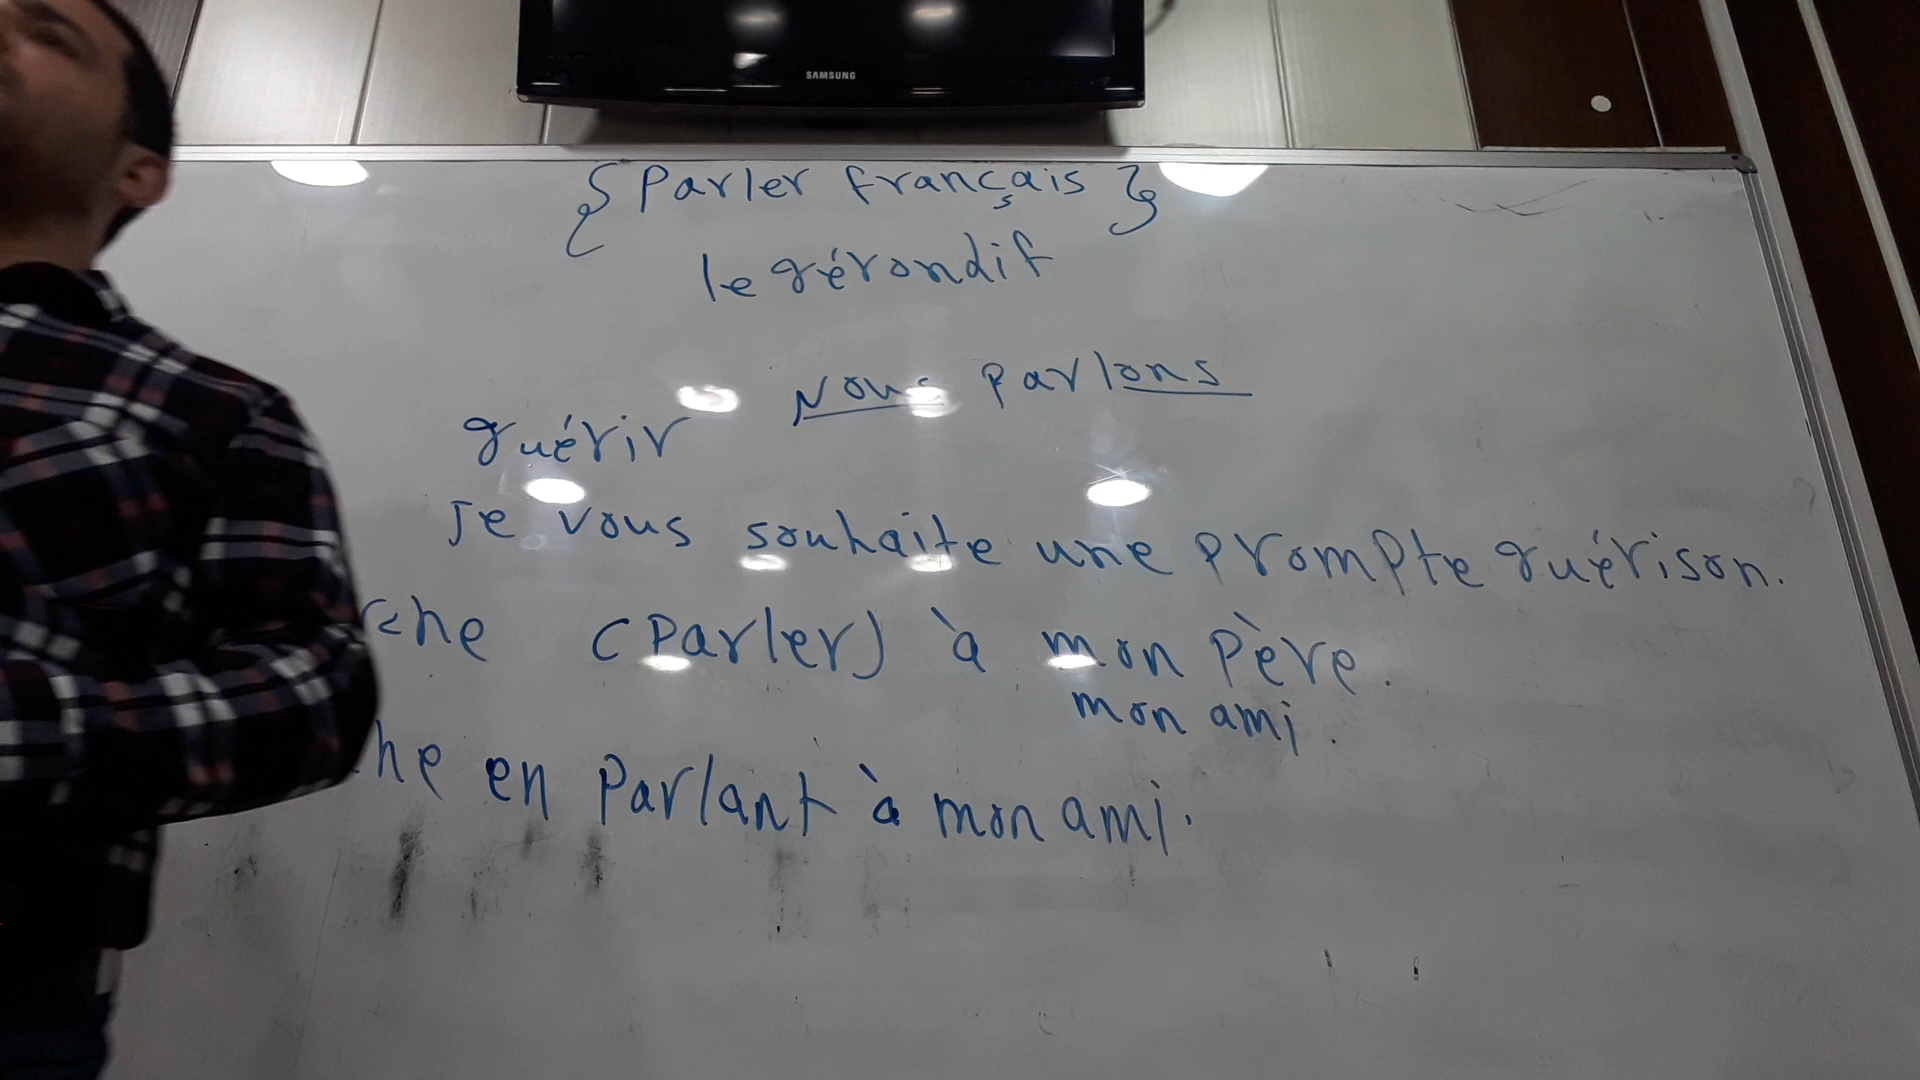 SAMSUNG
{Parler français}
le gérondif
Nous parlons
guérir
Je vous souhaite une prompte guérison.
che (Parler) à mon Père.
mon ami.
he en Parlant à mon ami.